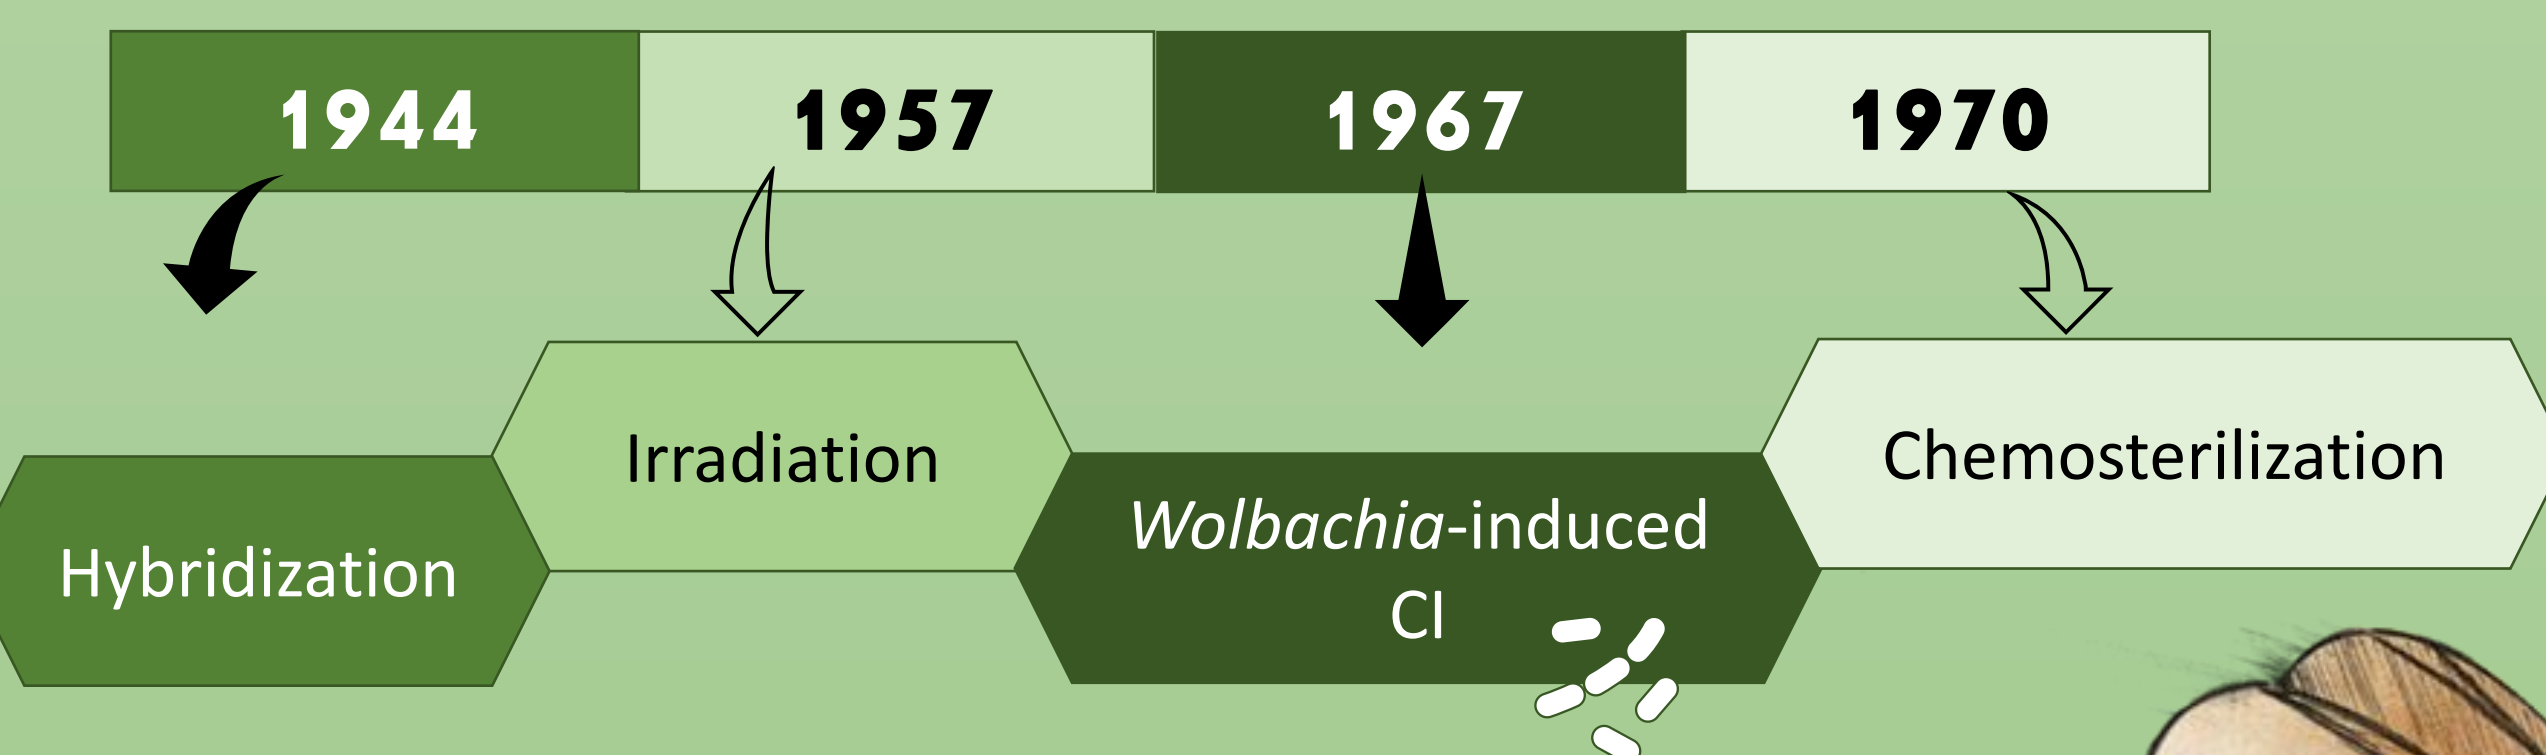 1944
1957
1967
1970
Hybridization
Irradiation
Wolbachia-induced
CI
Chemosterilization